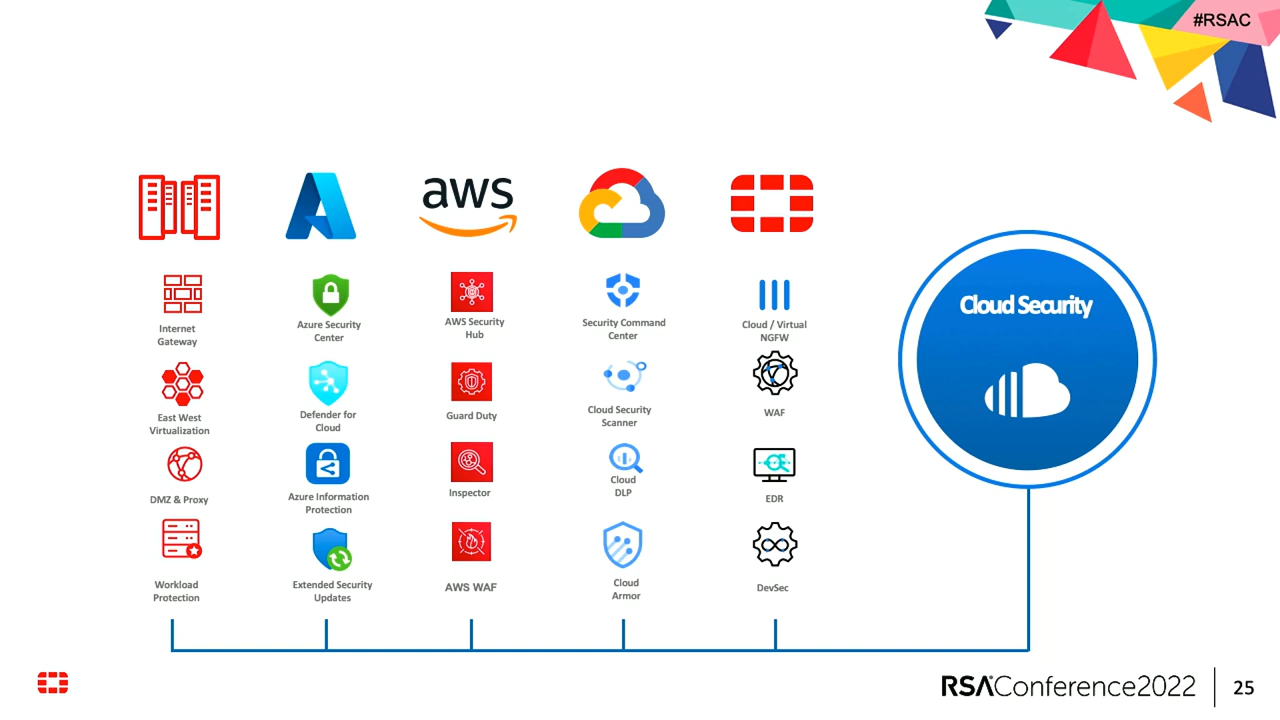 #RSAC
aws
Internet
Gateway
East West
Virtualization
DMZ & Proxy
Workload
Protection
Azure Security
Center
Defender for
Cloud
Azure Information
Protection
Extended Security
Updates
AWS Security
Hub
Guard Duty
Inspector
AWS WAF
Security Command
Center
Cloud Security
Scanner
Cloud
DLP
Cloud
Armor
Cloud / Virtual
NGFW
WAF
EDR
DevSec
Cloud Security
RSAConference2022
25